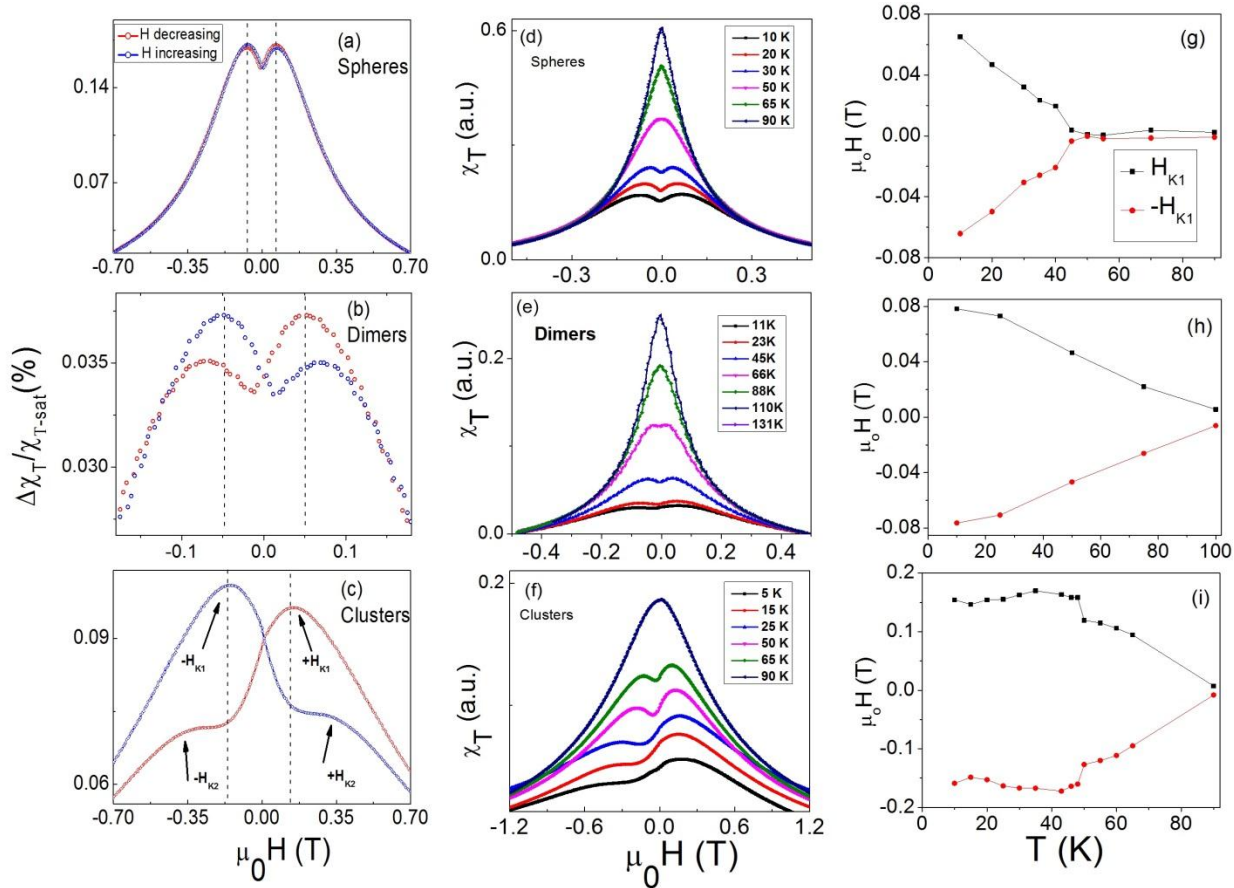 H decreasing
H increasing
(a)
Spheres
0.14
0.07
-0.70 -0.35 0.00 0.35 0.70
(b)
Dimers
0.035
0.030
-0.1 0.0 0.1
Δχ_T/χ_T-sat(%)
(c)
Clusters
0.09
0.06
-H_K1
+H_K1
-H_K2
+H_K2
-0.70 -0.35 0.00 0.35 0.70
μ₀H (T)
(d)
Spheres
0.6
0.0
χ_T (a.u.)
10 K
20 K
30 K
50 K
65 K
90 K
-0.3 0.0 0.3
(e)
Dimers
0.2
0.0
χ_T (a.u.)
11K
23K
45K
66K
88K
110K
131K
-0.4 -0.2 0.0 0.2 0.4
(f)
Clusters
0.2
χ_T (a.u.)
5 K
15 K
25 K
50 K
65 K
90 K
-1.2 -0.6 0.0 0.6 1.2
μ₀H (T)
(g)
0.08
0.04
0.00
-0.04
-0.08
μ₀H (T)
H_K1
-H_K1
0 20 40 60 80
(h)
0.08
0.04
0.00
-0.04
-0.08
μ₀H (T)
0 20 40 60 80 100
(i)
0.2
0.1
0.0
-0.1
-0.2
μ₀H (T)
0 20 40 60 80
T (K)